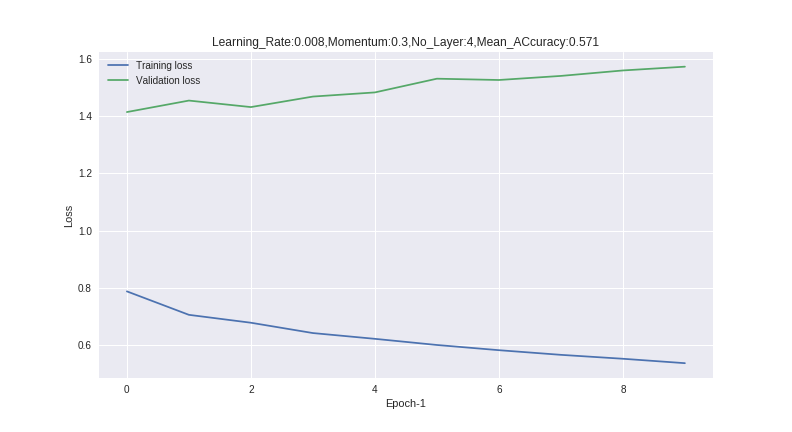 Learning_Rate:0.008,Momentum:0.3,No_Layer:4,Mean_ACcuracy:0.571
1.6
Training loss
Validation loss
1.4
1.2
1.0
Loss
0.8
0.6
0 2 4 6 8
Epoch-1